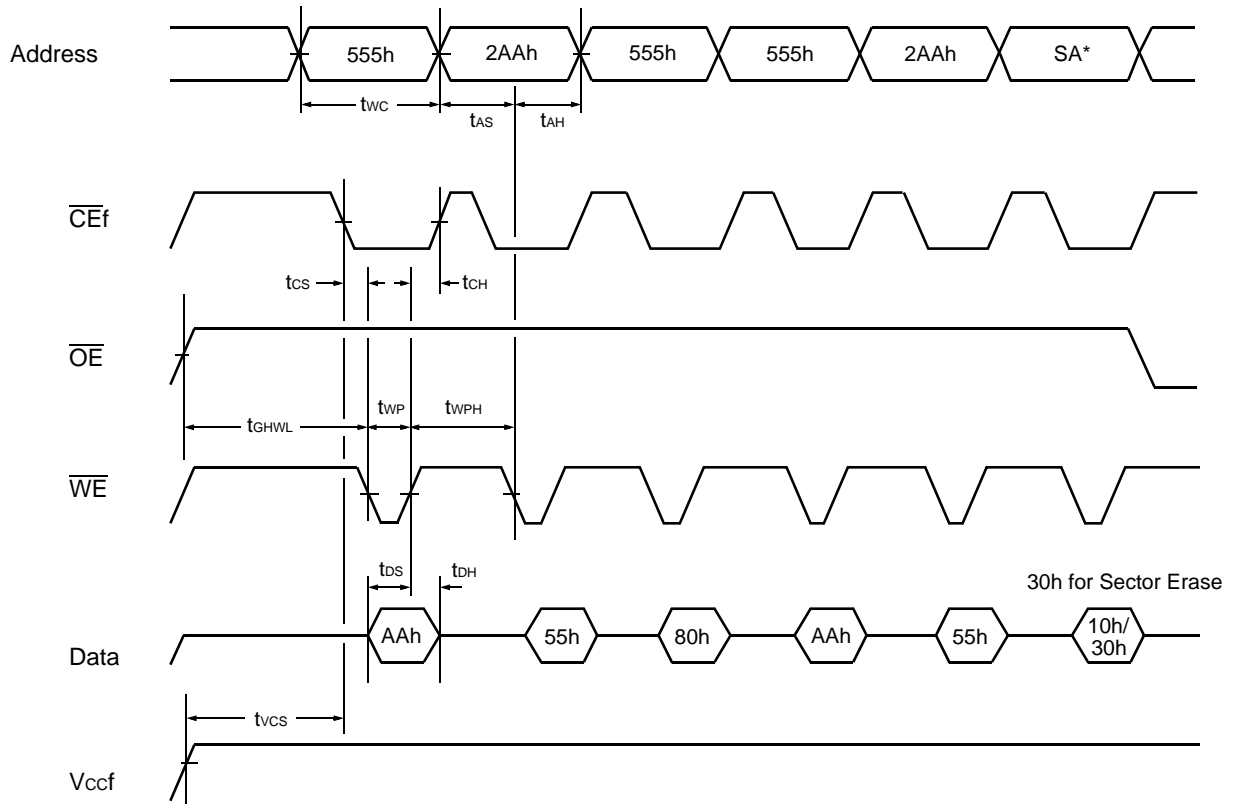 Address
555h 2AAh 555h 555h 2AAh SA*
tWC tAS tAH
CEf
tCS tCH
OE
tGHWL tWP tWPH
WE
tDS tDH
30h for Sector Erase
Data
AAh 55h 80h AAh 55h 10h/
30h
tVCS
VCCf